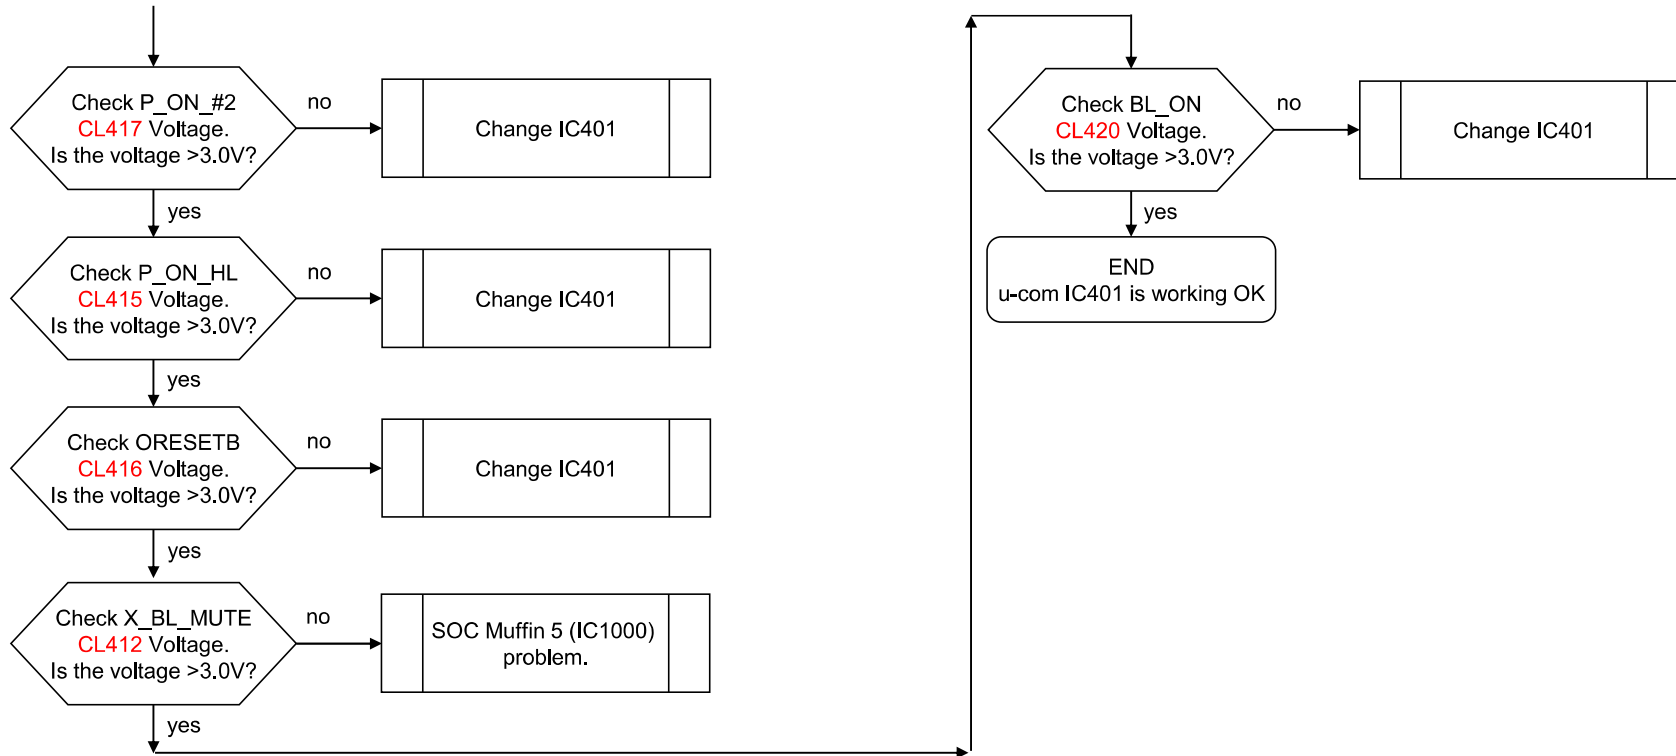 Check P_ON_#2
CL417 Voltage.
Is the voltage >3.0V?
no
Change IC401
yes
Check P_ON_HL
CL415 Voltage.
Is the voltage >3.0V?
no
Change IC401
yes
Check ORESETB
CL416 Voltage.
Is the voltage >3.0V?
no
Change IC401
yes
Check X_BL_MUTE
CL412 Voltage.
Is the voltage >3.0V?
no
SOC Muffin 5 (IC1000)
problem.
yes
Check BL_ON
CL420 Voltage.
Is the voltage >3.0V?
no
Change IC401
yes
END
u-com IC401 is working OK